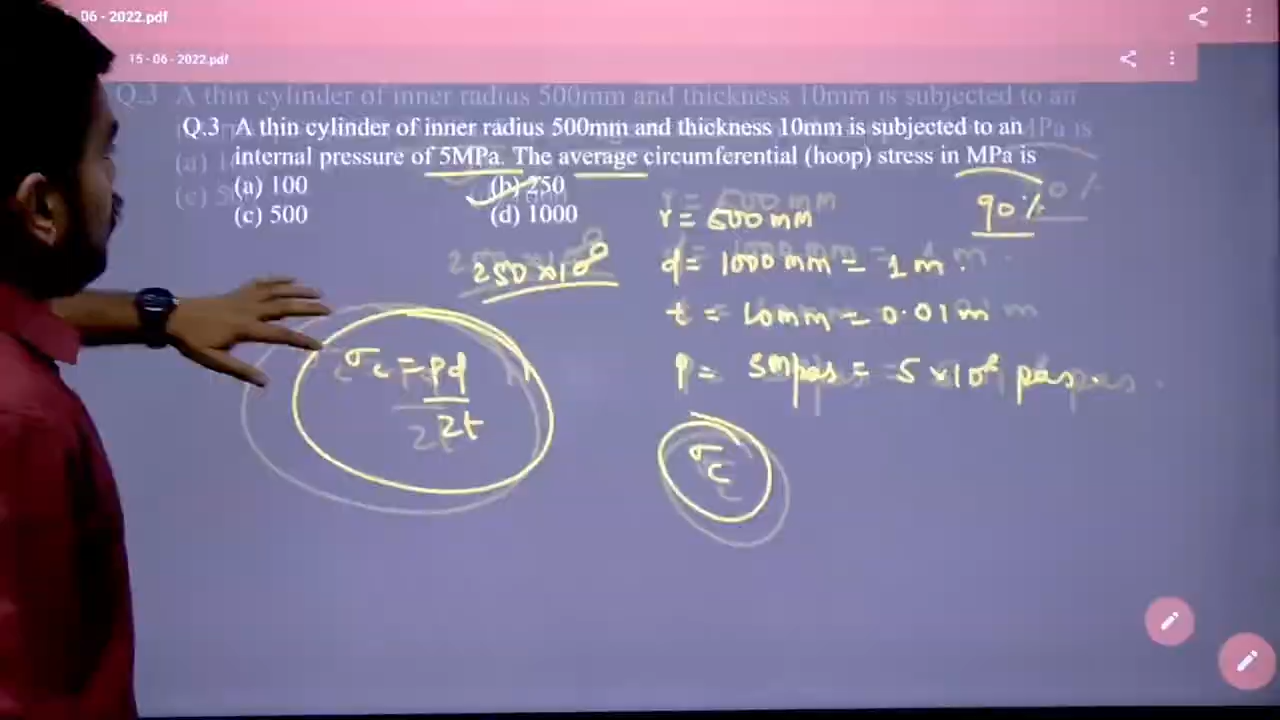 06 - 2022.pdf
15 - 06 - 2022.pdf
Q.3 A thin cylinder of inner radius 500mm and thickness 10mm is subjected to an
internal pressure of 5MPa. The average circumferential (hoop) stress in MPa is
(a) 100 (b) 250
(c) 500 (d) 1000
90%
r = 500 mm
250 × 10⁶
d = 1000 mm = 1 m.
t = 10mm = 0.01 m
σc = pd
2t
p = 5mpas = 5 × 10⁶ pas.
σc